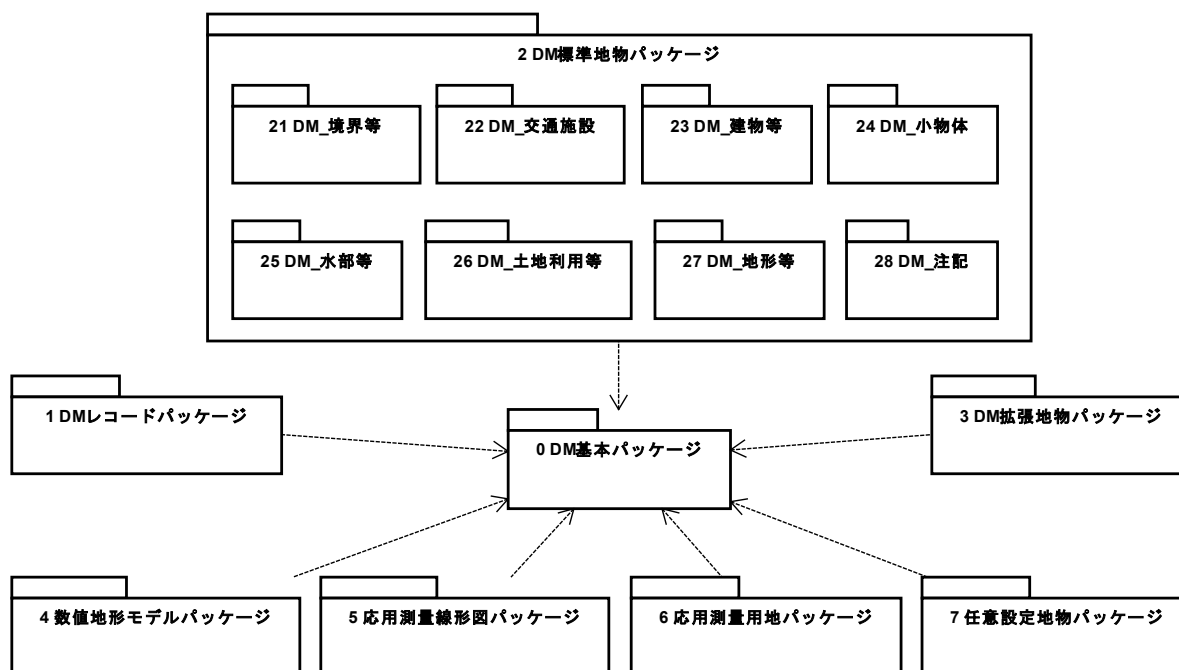 2 DM標準地物パッケージ
21 DM_境界等
22 DM_交通施設
23 DM_建物等
24 DM_小物体
25 DM_水部等
26 DM_土地利用等
27 DM_地形等
28 DM_注記
1 DMレコードパッケージ
3 DM拡張地物パッケージ
0 DM基本パッケージ
4 数値地形モデルパッケージ
5 応用測量線形図パッケージ
6 応用測量用地パッケージ
7 任意設定地物パッケージ